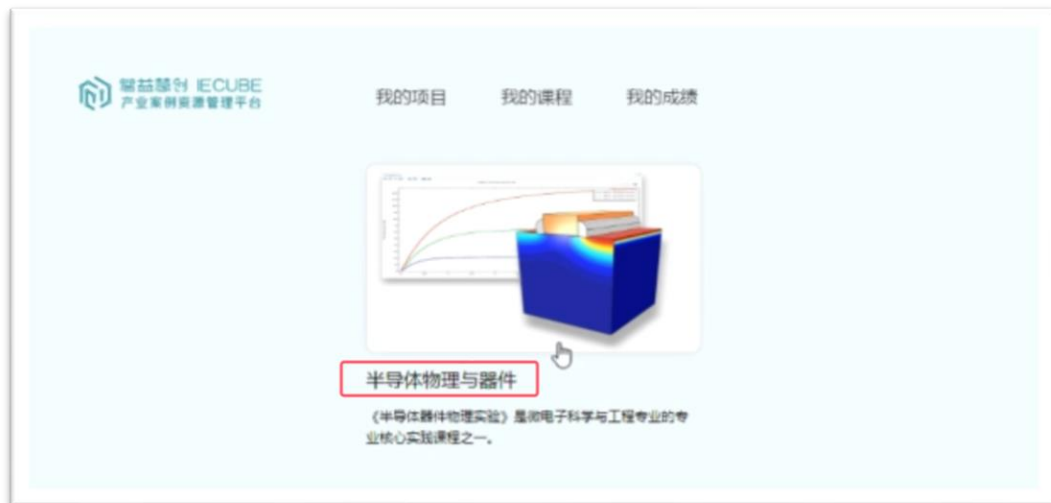 曾益慧创 IECUBE
产业案例资源管理平台
我的项目 我的课程 我的成绩
半导体物理与器件
《半导体器件物理实验》是微电子科学与工程专业的专
业核心实践课程之一。